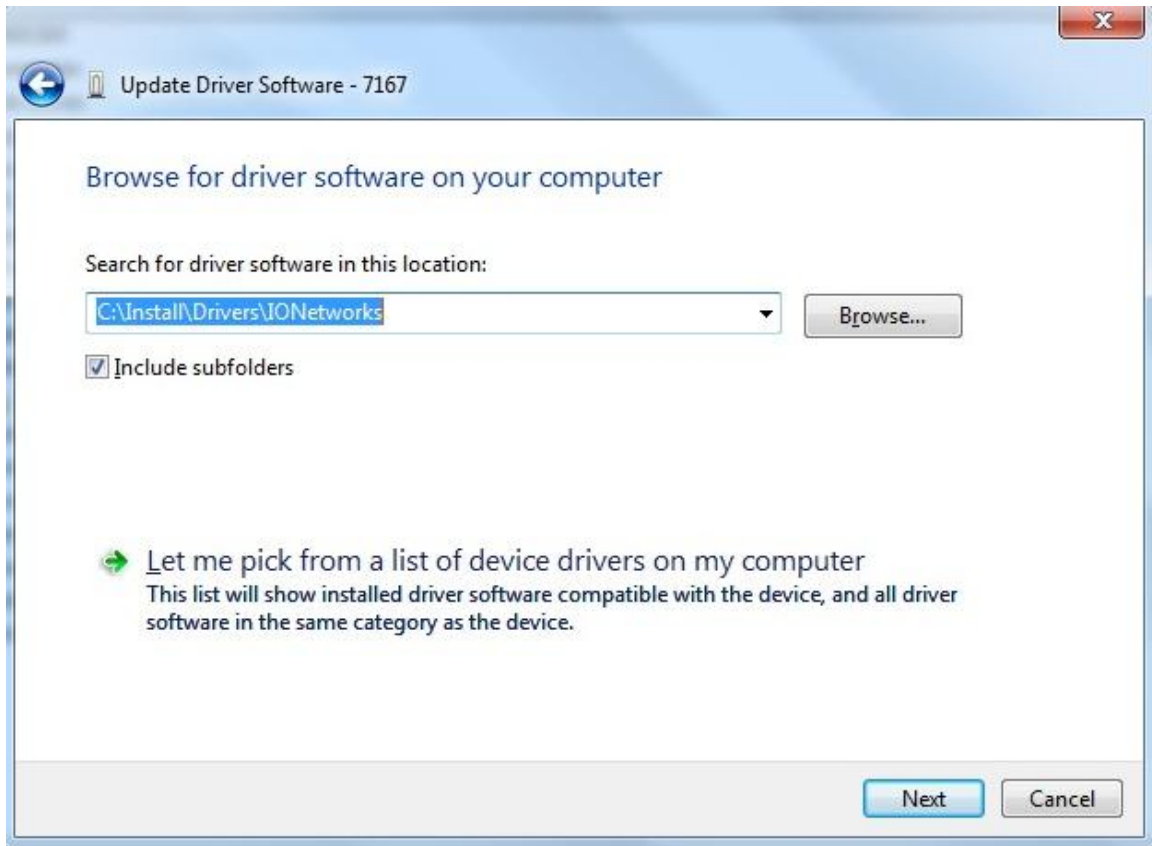 Update Driver Software - 7167
Browse for driver software on your computer
Search for driver software in this location:
C:\Install\Drivers\IONetworks
Browse...
Include subfolders
Let me pick from a list of device drivers on my computer
This list will show installed driver software compatible with the device, and all driver
software in the same category as the device.
Next
Cancel